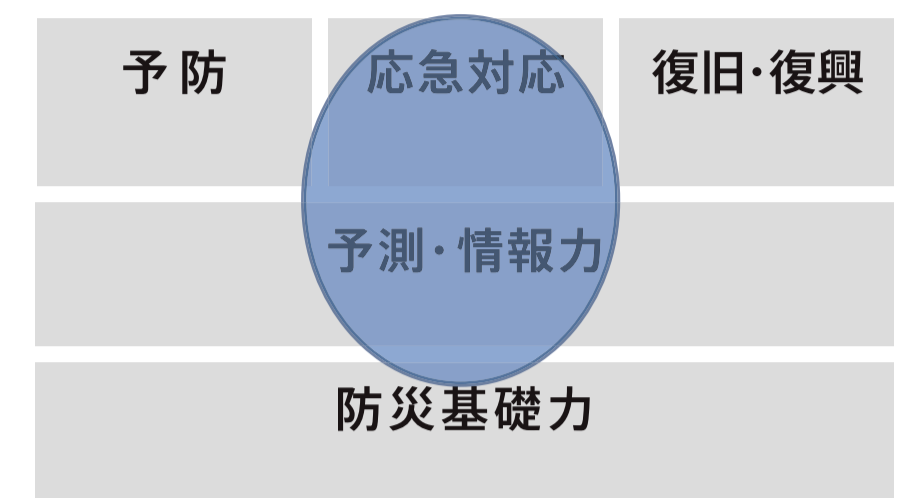 予防
応急対応
復旧・復興
予測・情報力
防災基礎力